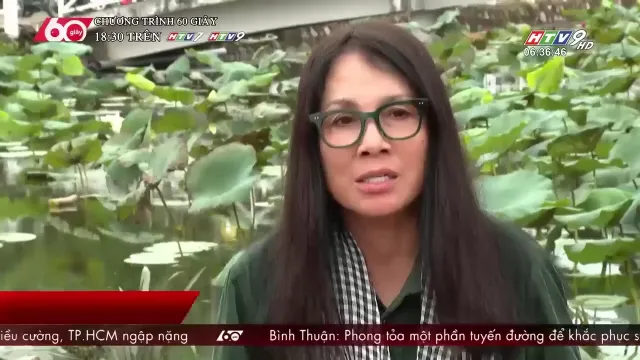 60 giây
CHƯƠNG TRÌNH 60 GIÂY
18:30 TRÊN HTV7 HTV9
HTV9 HD
06:36:46
iều cường, TP.HCM ngập nặng 60 Bình Thuận: Phong tỏa một phần tuyến đường để khắc phục s